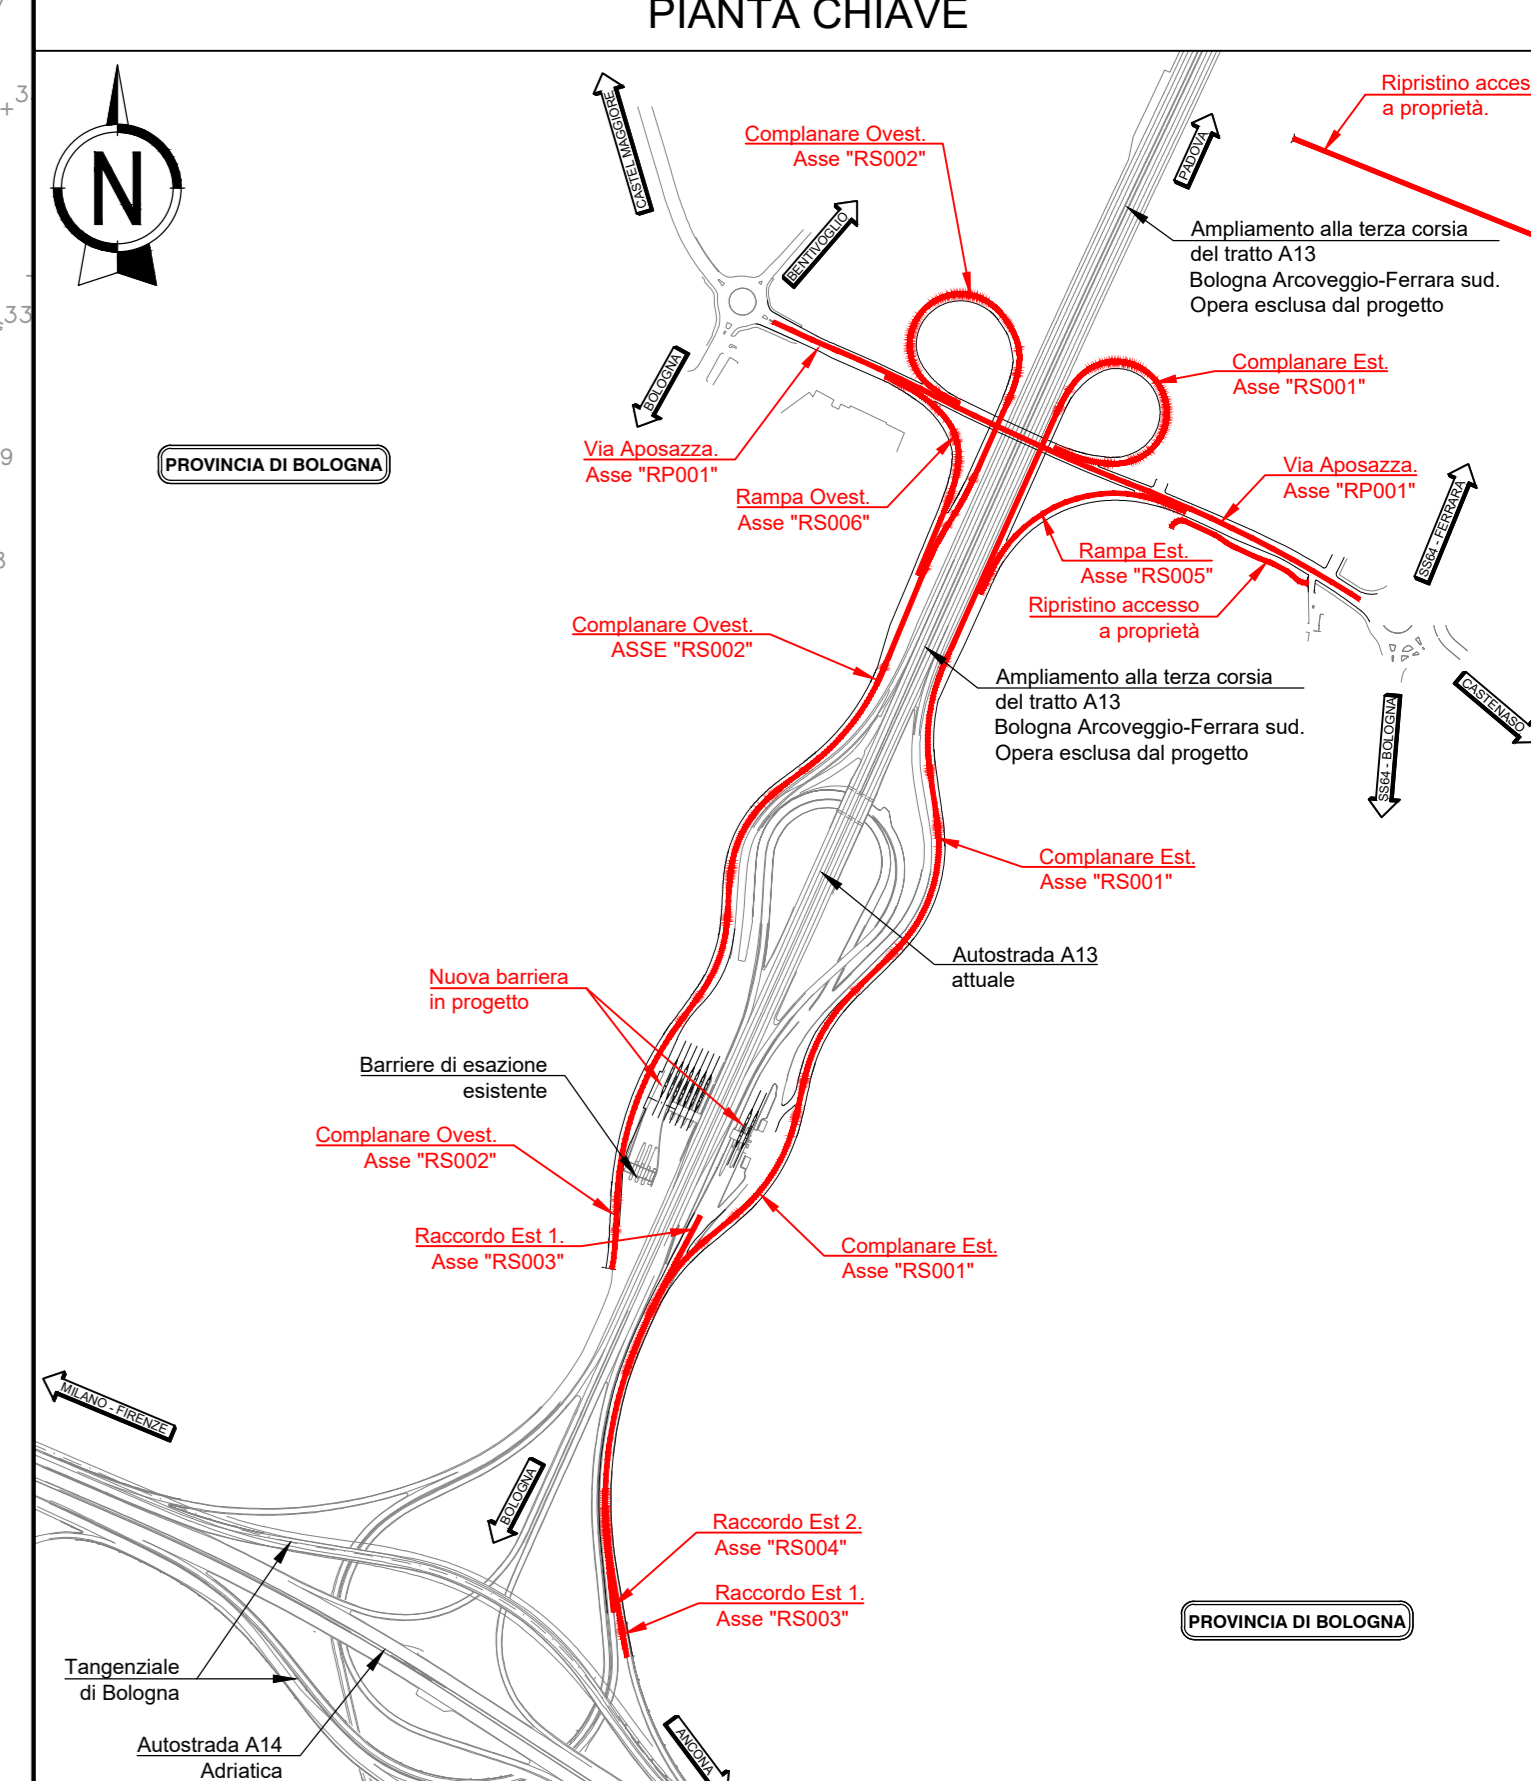 PIANTA CHIAVE
N
CASTEL MAGGIORE
BENTIVOGLIO
BOLOGNA
PADOVA
Complanare Ovest.
Asse "RS002"
Ripristino acces
a proprietà.
Ampliamento alla terza corsia
del tratto A13
Bologna Arcoveggio-Ferrara sud.
Opera esclusa dal progetto
Complanare Est.
Asse "RS001"
Via Aposazza.
Asse "RP001"
PROVINCIA DI BOLOGNA
Rampa Ovest.
Asse "RS006"
Via Aposazza.
Asse "RP001"
SS64 - FERRARA
Rampa Est.
Asse "RS005"
Ripristino accesso
a proprietà
Complanare Ovest.
ASSE "RS002"
Ampliamento alla terza corsia
del tratto A13
Bologna Arcoveggio-Ferrara sud.
Opera esclusa dal progetto
CASTENASO
SS64 - BOLOGNA
Complanare Est.
Asse "RS001"
Autostrada A13
attuale
Nuova barriera
in progetto
Barriere di esazione
esistente
Complanare Ovest.
Asse "RS002"
Raccordo Est 1.
Asse "RS003"
Complanare Est.
Asse "RS001"
MILANO - FIRENZE
BOLOGNA
Raccordo Est 2.
Asse "RS004"
Raccordo Est 1.
Asse "RS003"
PROVINCIA DI BOLOGNA
Tangenziale
di Bologna
Autostrada A14
Adriatica
ANCONA
+3
33
9